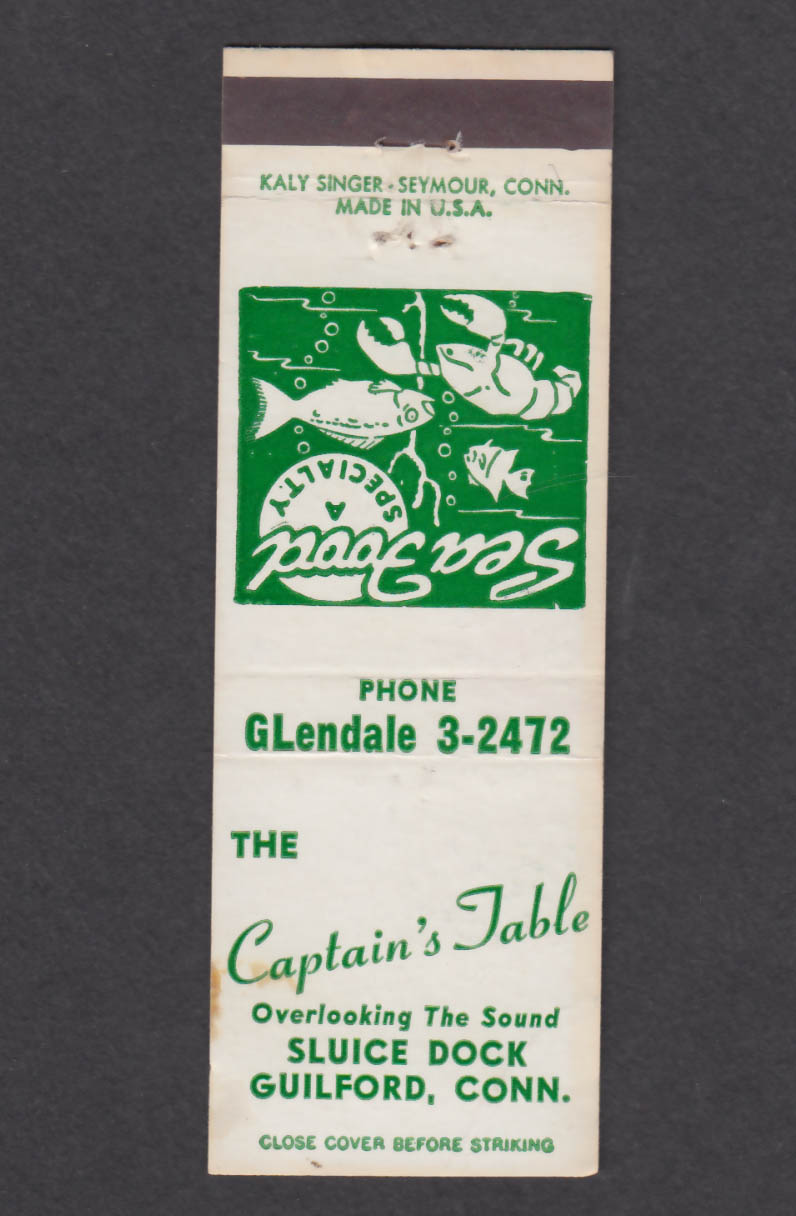 KALY SINGER - SEYMOUR, CONN.
MADE IN U.S.A.
Sea Food
A
SPECIALTY
PHONE
GLendale 3-2472
THE
Captain's Table
Overlooking The Sound
SLUICE DOCK
GUILFORD, CONN.
CLOSE COVER BEFORE STRIKING